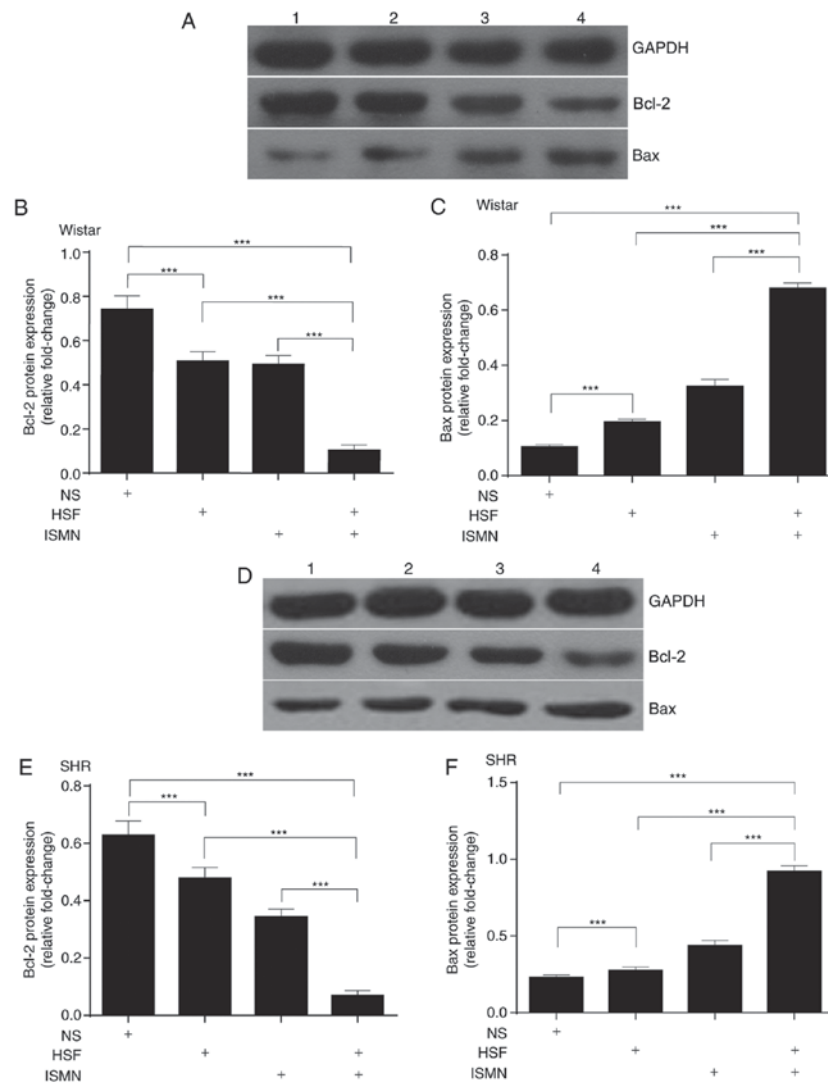 A
1 2 3 4
GAPDH
Bcl-2
Bax
B
Wistar
Bcl-2 protein expression
(relative fold-change)
1.0
0.8
0.6
0.4
0.2
0.0
***
***
***
***
NS +
HSF + +
ISMN + +
C
Wistar
Bax protein expression
(relative fold-change)
0.8
0.6
0.4
0.2
0.0
***
***
***
***
NS +
HSF + +
ISMN + +
D
1 2 3 4
GAPDH
Bcl-2
Bax
E
SHR
Bcl-2 protein expression
(relative fold-change)
0.8
0.6
0.4
0.2
0.0
***
***
***
***
NS +
HSF + +
ISMN + +
F
SHR
Bax protein expression
(relative fold-change)
1.5
1.0
0.5
0.0
***
***
***
***
NS +
HSF + +
ISMN + +